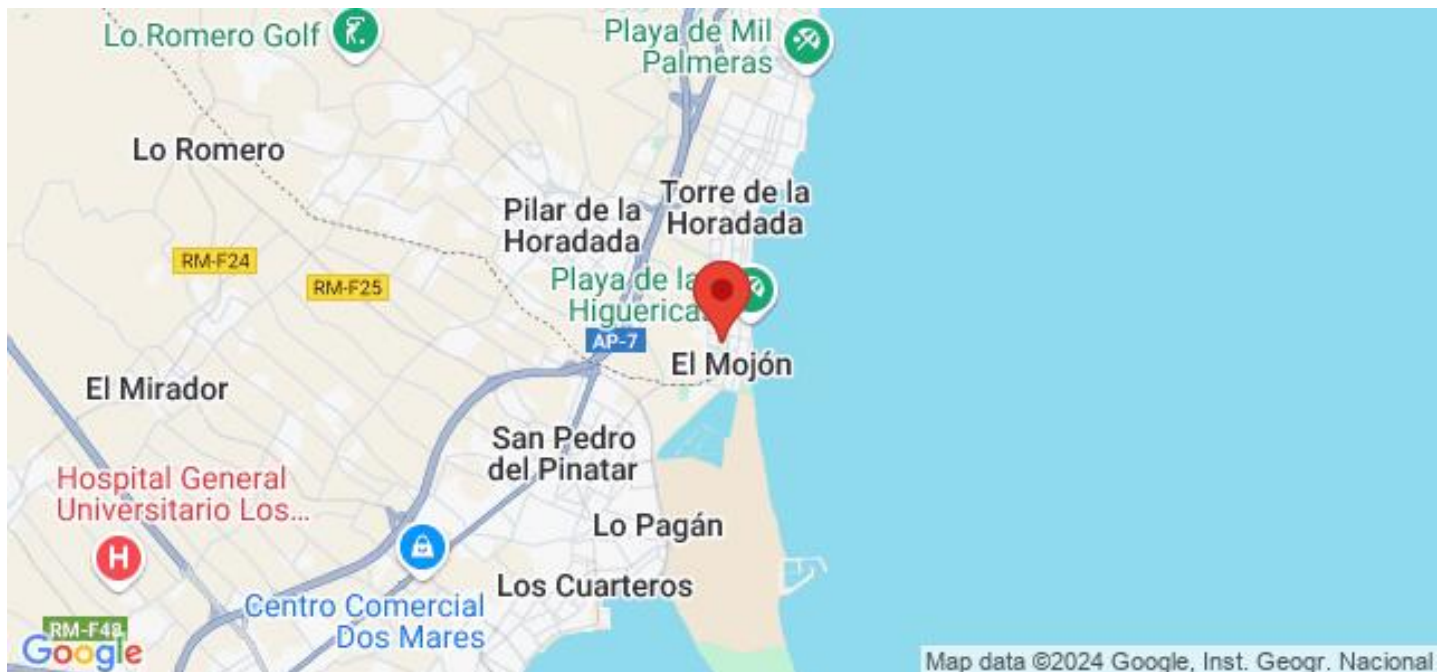 Lo Romero Golf
Playa de Mil
Palmeras
Lo Romero
Torre de la
Horadada
Pilar de la
Horadada
RM-F24
RM-F25
Playa de la
Higuerica
AP-7
El Mojón
El Mirador
San Pedro
del Pinatar
Hospital General
Universitario Los...
H
Lo Pagán
Los Cuarteros
Centro Comercial
Dos Mares
RM-F48
Google
Map data ©2024 Google, Inst. Geogr. Nacional